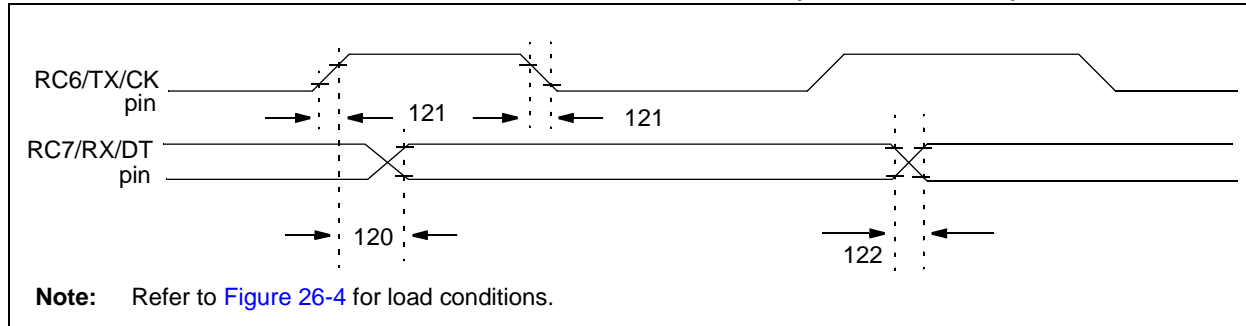 RC6/TX/CK
pin
121
121
RC7/RX/DT
pin
120
122
Note: Refer to Figure 26-4 for load conditions.